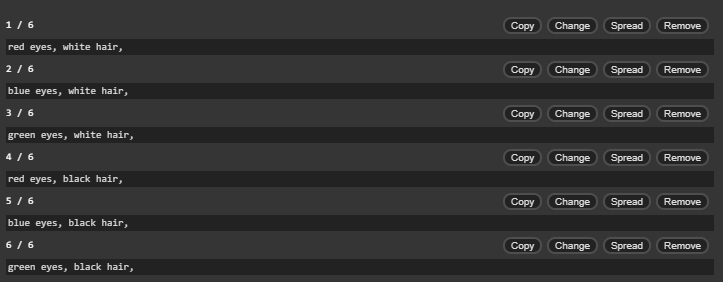 1 / 6 Copy Change Spread Remove
red eyes, white hair,
2 / 6 Copy Change Spread Remove
blue eyes, white hair,
3 / 6 Copy Change Spread Remove
green eyes, white hair,
4 / 6 Copy Change Spread Remove
red eyes, black hair,
5 / 6 Copy Change Spread Remove
blue eyes, black hair,
6 / 6 Copy Change Spread Remove
green eyes, black hair,